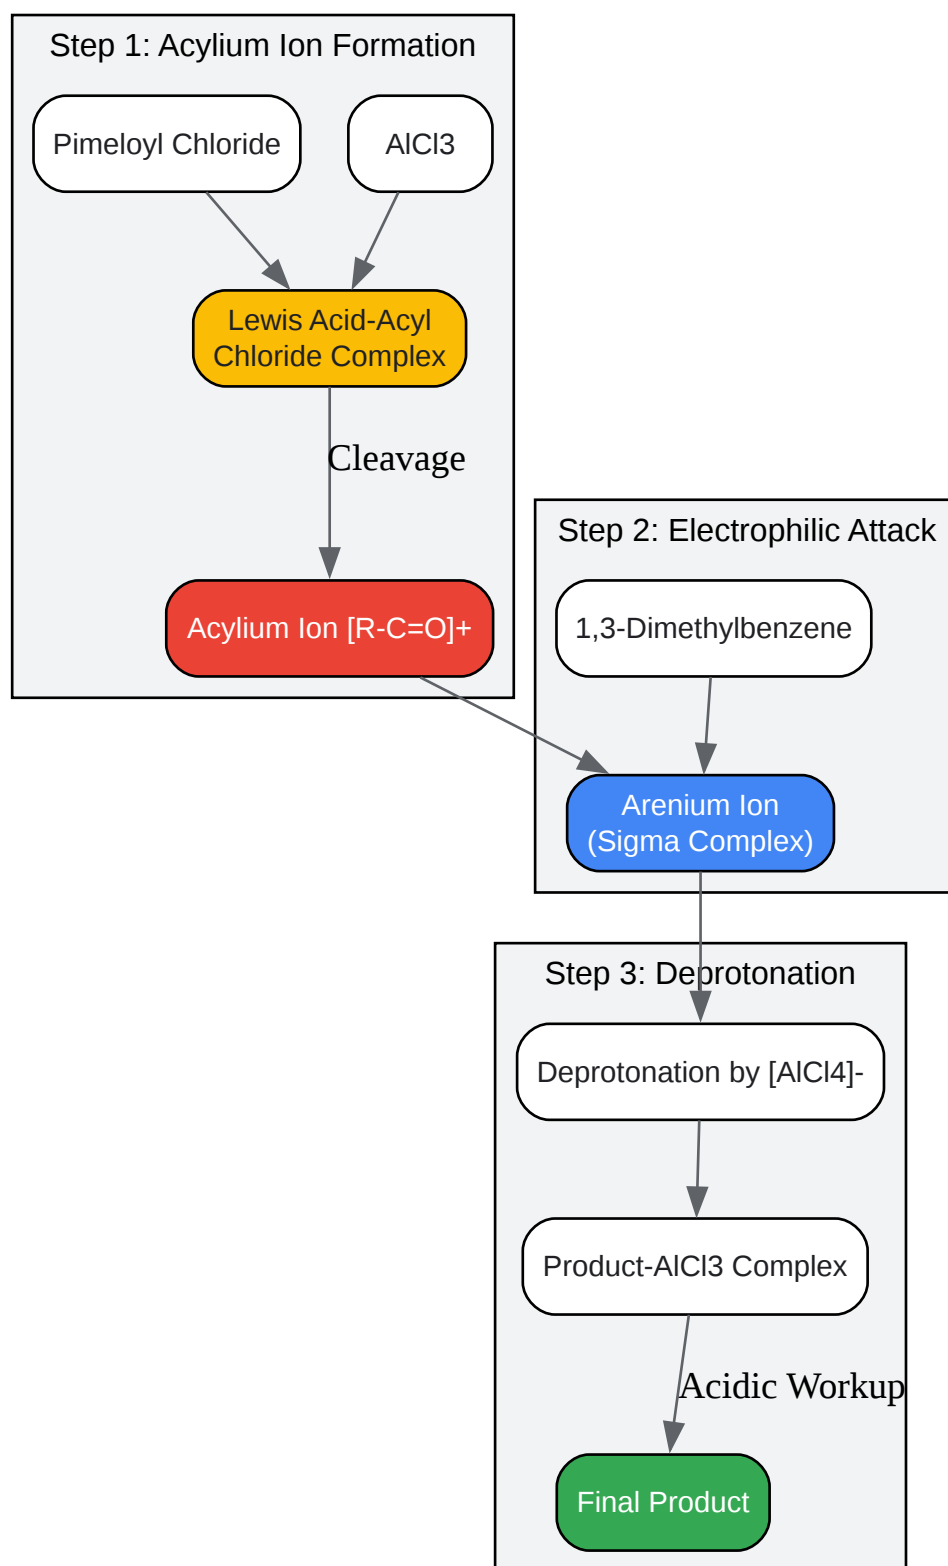 Step 1: Acylium Ion Formation
Pimeloyl Chloride
AlCl3
Lewis Acid-Acyl
Chloride Complex
Cleavage
Acylium Ion [R-C=O]+
Step 2: Electrophilic Attack
1,3-Dimethylbenzene
Arenium Ion
(Sigma Complex)
Step 3: Deprotonation
Deprotonation by [AlCl4]-
Product-AlCl3 Complex
Acidic Workup
Final Product